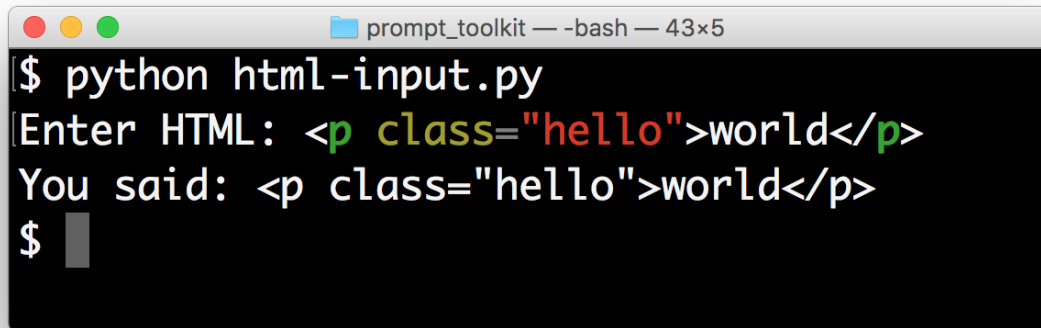 prompt_toolkit — -bash — 43×5
$ python html-input.py
Enter HTML: <p class="hello">world</p>
You said: <p class="hello">world</p>
$